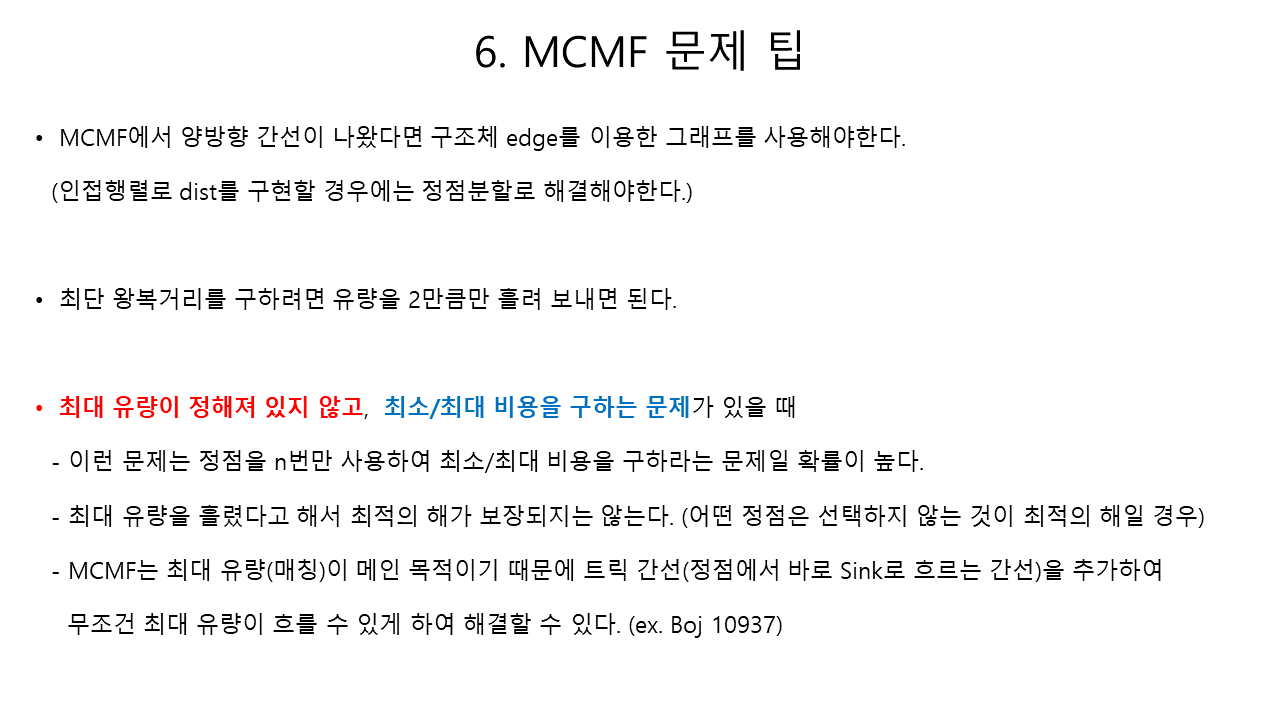 6. MCMF 문제 팁
• MCMF에서 양방향 간선이 나왔다면 구조체 edge를 이용한 그래프를 사용해야한다.
(인접행렬로 dist를 구현할 경우에는 정점분할로 해결해야한다.)
• 최단 왕복거리를 구하려면 유량을 2만큼만 흘려 보내면 된다.
• 최대 유량이 정해져 있지 않고, 최소/최대 비용을 구하는 문제가 있을 때
- 이런 문제는 정점을 n번만 사용하여 최소/최대 비용을 구하라는 문제일 확률이 높다.
- 최대 유량을 흘렸다고 해서 최적의 해가 보장되지는 않는다. (어떤 정점은 선택하지 않는 것이 최적의 해일 경우)
- MCMF는 최대 유량(매칭)이 메인 목적이기 때문에 트릭 간선(정점에서 바로 Sink로 흐르는 간선)을 추가하여
무조건 최대 유량이 흐를 수 있게 하여 해결할 수 있다. (ex. Boj 10937)